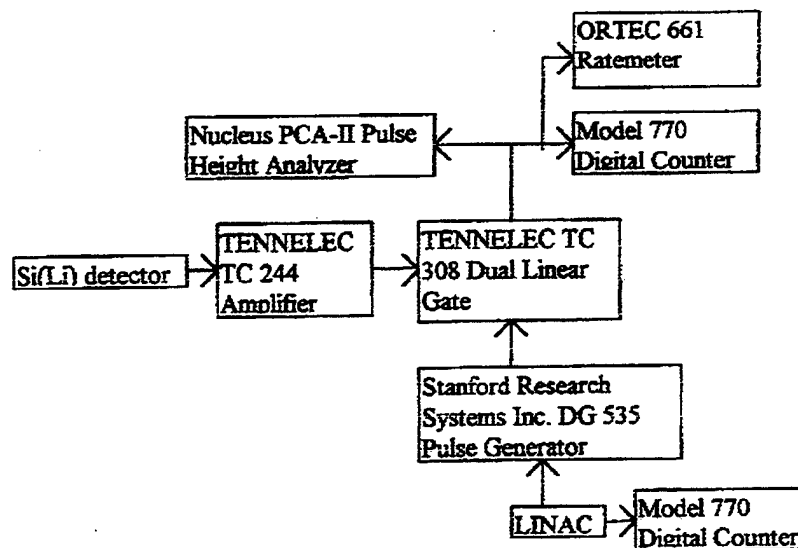 ORTEC 661
Ratemeter
Nucleus PCA-II Pulse
Height Analyzer
Model 770
Digital Counter
Si(Li) detector
TENNELEC
TC 244
Amplifier
TENNELEC TC
308 Dual Linear
Gate
Stanford Research
Systems Inc. DG 535
Pulse Generator
LINAC
Model 770
Digital Counter